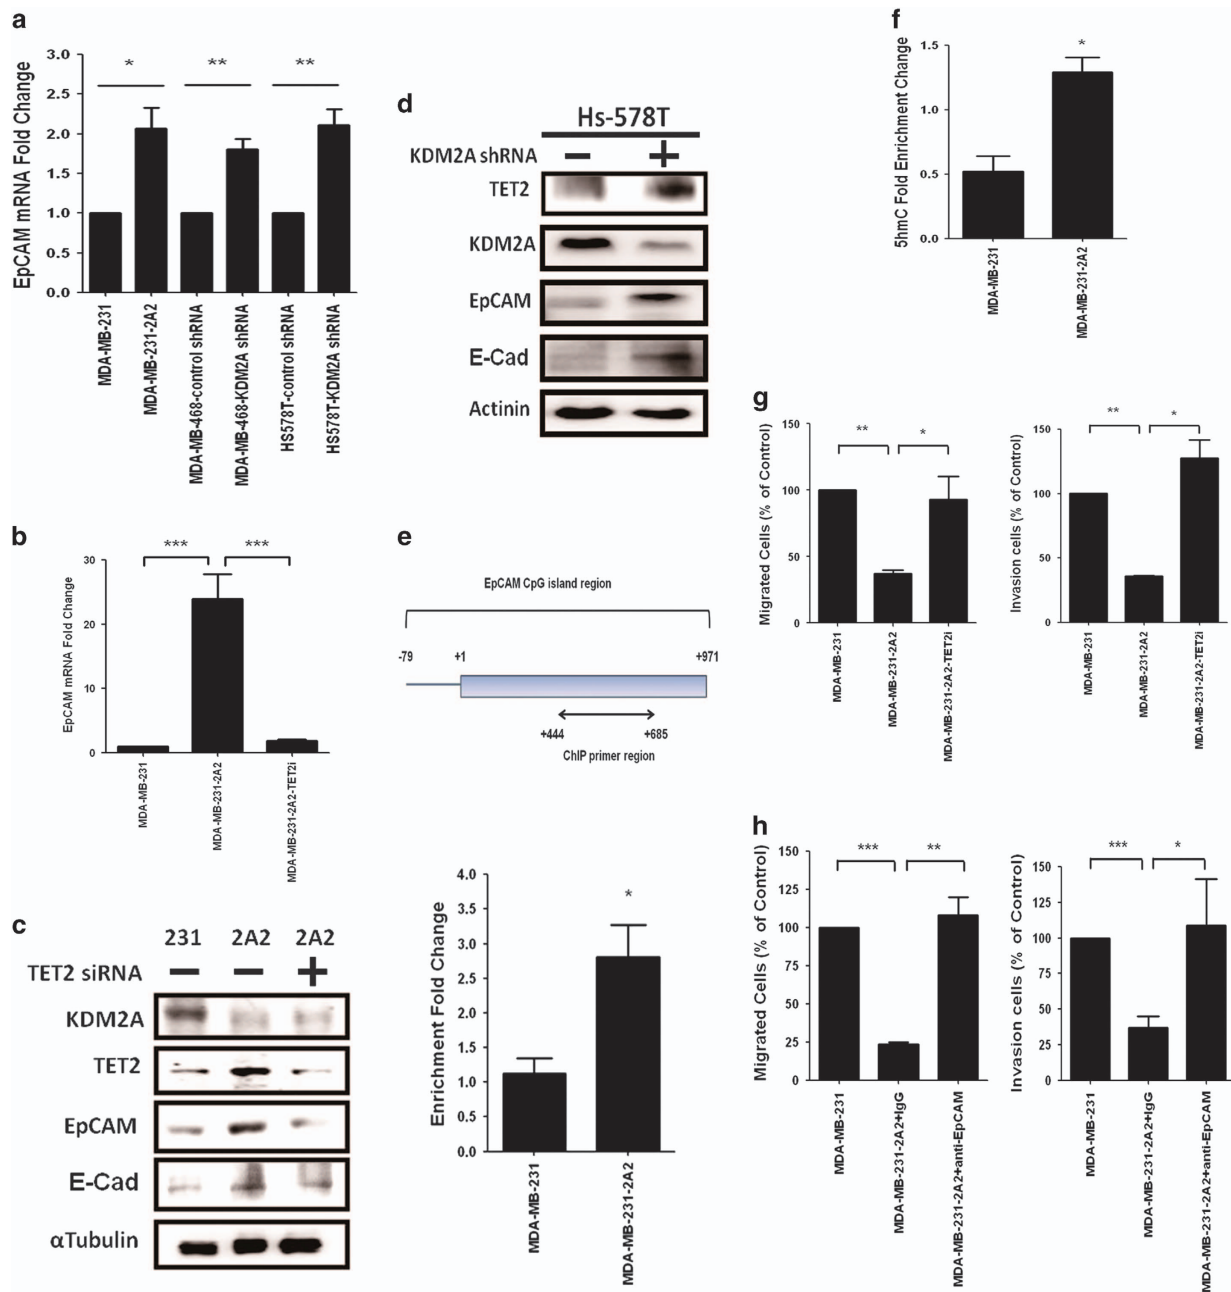 a
EpCAM mRNA Fold Change
3.0
2.5
2.0
1.5
1.0
0.5
0.0
*
**
**
MDA-MB-231
MDA-MB-231-2A2
MDA-MB-468-control shRNA
MDA-MB-468-KDM2A shRNA
HS578T-control shRNA
HS578T-KDM2A shRNA
b
EpCAM mRNA Fold Change
30
20
10
0
***
***
MDA-MB-231
MDA-MB-231-2A2
MDA-MB-231-2A2-TET2i
c
231 2A2 2A2
TET2 siRNA − − +
KDM2A
TET2
EpCAM
E-Cad
αTubulin
d
Hs-578T
KDM2A shRNA − +
TET2
KDM2A
EpCAM
E-Cad
Actinin
e
EpCAM CpG island region
-79 +1 +971
+444 +685
ChIP primer region
Enrichment Fold Change
4.0
3.5
3.0
2.5
2.0
1.5
1.0
0.5
0.0
*
MDA-MB-231
MDA-MB-231-2A2
f
5hmC Fold Enrichment Change
1.5
1.0
0.5
0.0
*
MDA-MB-231
MDA-MB-231-2A2
g
Migrated Cells (% of Control)
150
100
50
0
**
*
MDA-MB-231
MDA-MB-231-2A2
MDA-MB-231-2A2-TET2i
Invasion cells (% of Control)
150
100
50
0
**
*
MDA-MB-231
MDA-MB-231-2A2
MDA-MB-231-2A2-TET2i
h
Migrated Cells (% of Control)
150
125
100
75
50
25
0
***
**
MDA-MB-231
MDA-MB-231-2A2+IgG
MDA-MB-231-2A2+anti-EpCAM
Invasion cells (% of Control)
150
125
100
75
50
25
0
***
*
MDA-MB-231
MDA-MB-231-2A2+IgG
MDA-MB-231-2A2+anti-EpCAM